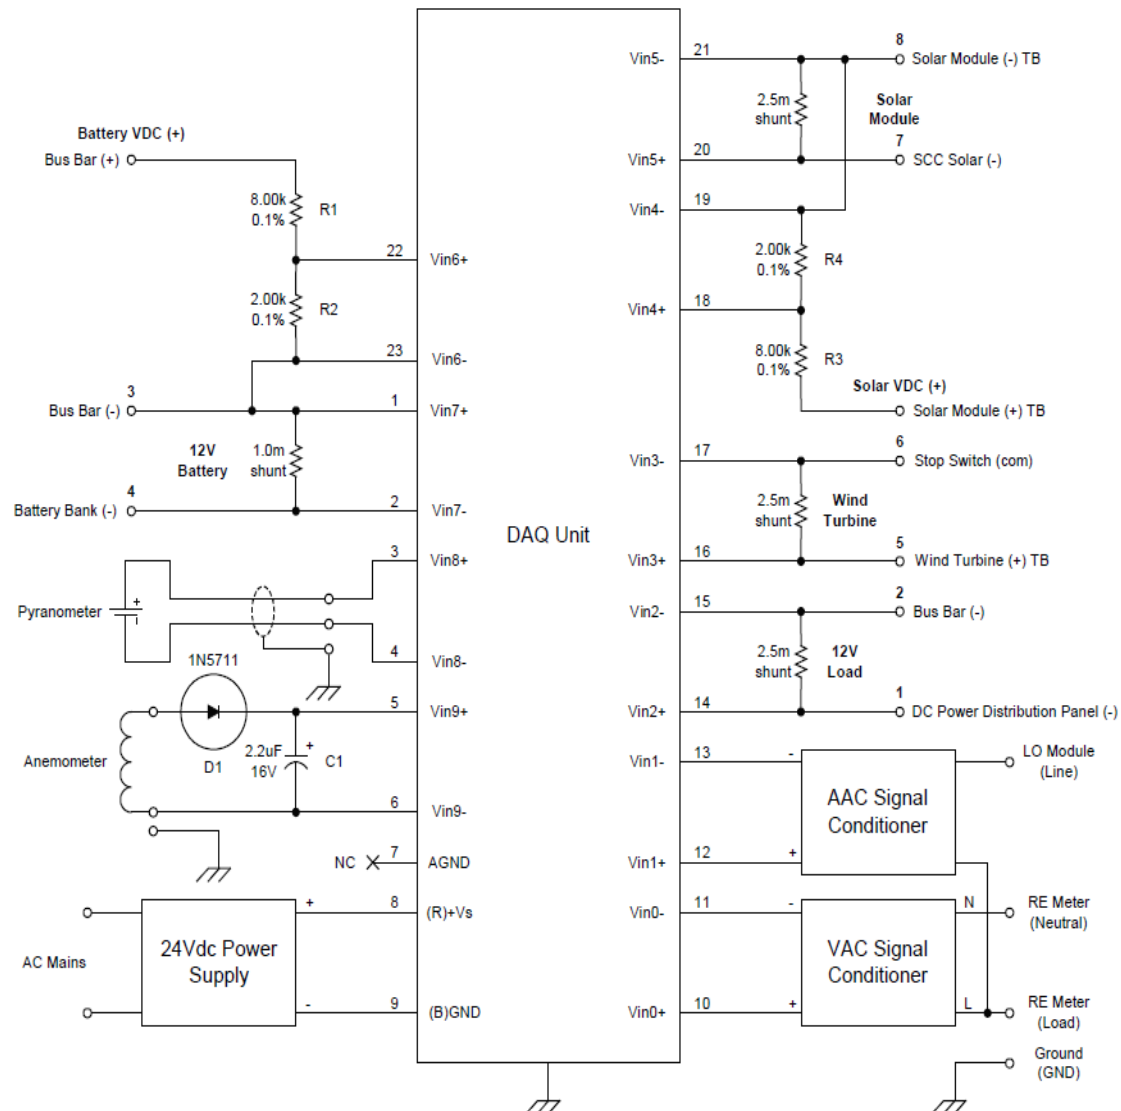 Battery VDC (+)
Bus Bar (+)
8.00k
0.1%
R1
22
Vin6+
2.00k
0.1%
R2
23
Vin6-
3
Bus Bar (-)
1
Vin7+
12V
Battery
1.0m
shunt
4
Battery Bank (-)
2
Vin7-
3
Vin8+
Pyranometer
+
-
4
Vin8-
1N5711
D1
5
Vin9+
2.2uF
16V
+
C1
Anemometer
6
Vin9-
NC
7
AGND
AC Mains
24Vdc Power
Supply
+
8
(R)+Vs
-
9
(B)GND
DAQ Unit
Vin5-
21
8
Solar Module (-) TB
2.5m
shunt
Solar
Module
Vin5+
20
7
SCC Solar (-)
Vin4-
19
2.00k
0.1%
R4
Vin4+
18
8.00k
0.1%
R3
Solar VDC (+)
Solar Module (+) TB
Vin3-
17
6
Stop Switch (com)
2.5m
shunt
Wind
Turbine
Vin3+
16
5
Wind Turbine (+) TB
Vin2-
15
2
Bus Bar (-)
2.5m
shunt
12V
Load
Vin2+
14
1
DC Power Distribution Panel (-)
Vin1-
13
-
AAC Signal
Conditioner
LO Module
(Line)
Vin1+
12
+
Vin0-
11
-
VAC Signal
Conditioner
N
RE Meter
(Neutral)
Vin0+
10
+
L
RE Meter
(Load)
Ground
(GND)